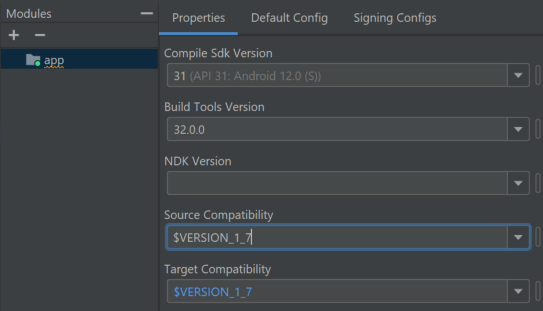 Modules
app
Properties Default Config Signing Configs
Compile Sdk Version
31 (API 31: Android 12.0 (S))
Build Tools Version
32.0.0
NDK Version
Source Compatibility
$VERSION_1_7
Target Compatibility
$VERSION_1_7